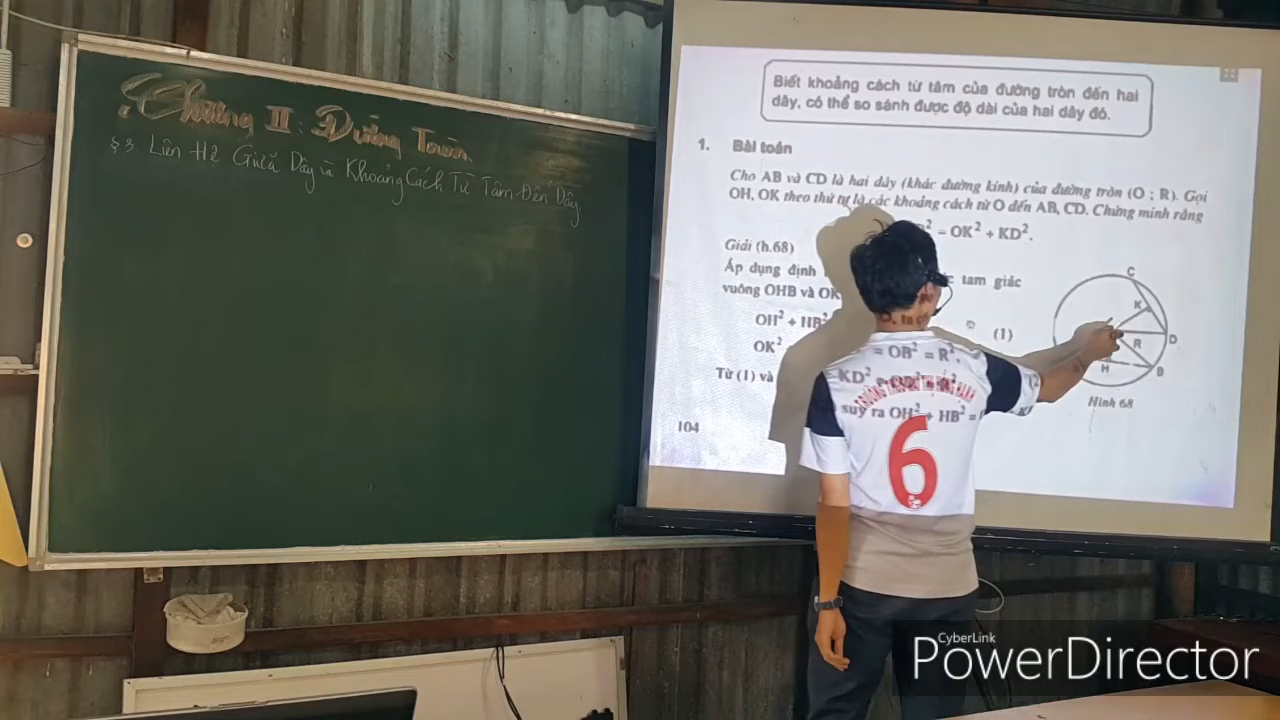 Chương II: Đường Tròn.
§3. Liên Hệ Giữa Dây và Khoảng Cách Từ Tâm Đến Dây
Biết khoảng cách từ tâm của đường tròn đến hai
dây, có thể so sánh được độ dài của hai dây đó.
1. Bài toán
Cho AB và CD là hai dây (khác đường kính) của đường tròn (O ; R). Gọi
OH, OK theo thứ tự là các khoảng cách từ O đến AB, CD. Chứng minh rằng
² = OK² + KD².
Giải (h.68)
Áp dụng định tam giác
vuông OHB và OK
OH² + HB² = OB² = R² (1)
OK² KD²
Từ (1) và suy ra OH² + HB² =
C
K
D
R
H
B
Hình 68
104
6
CyberLink
PowerDirector